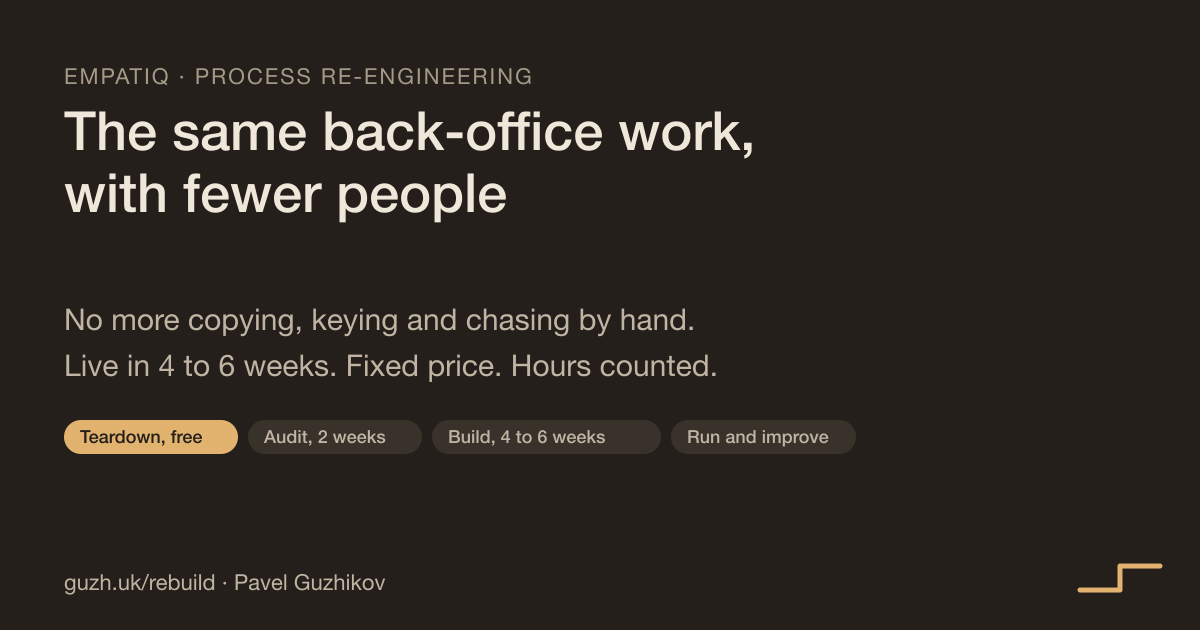 EMPATIQ · PROCESS RE-ENGINEERING
The same back-office work,
with fewer people
No more copying, keying and chasing by hand.
Live in 4 to 6 weeks. Fixed price. Hours counted.
Teardown, free
Audit, 2 weeks
Build, 4 to 6 weeks
Run and improve
guzh.uk/rebuild · Pavel Guzhikov